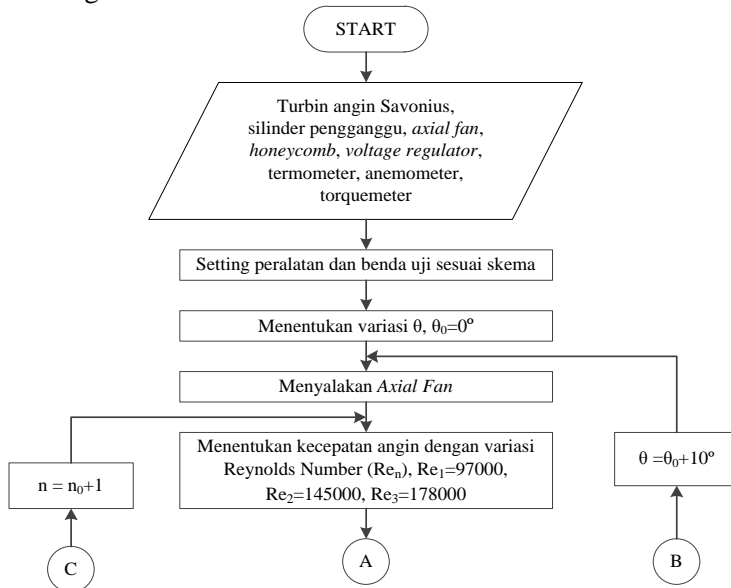 START
Turbin angin Savonius,
silinder pengganggu, axial fan,
honeycomb, voltage regulator,
termometer, anemometer,
torquemeter
Setting peralatan dan benda uji sesuai skema
Menentukan variasi θ, θ₀=0º
Menyalakan Axial Fan
Menentukan kecepatan angin dengan variasi
Reynolds Number (Reₙ), Re₁=97000,
Re₂=145000, Re₃=178000
n = n₀+1
θ =θ₀+10º
C
A
B